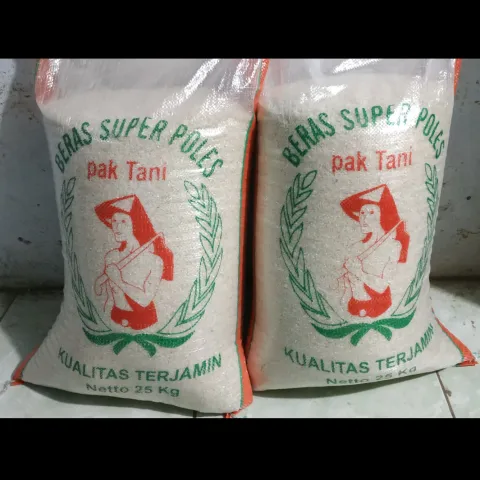 BERAS SUPER POLES
pak Tani
KUALITAS TERJAMIN
Netto 25 Kg
BERAS SUPER POLES
pak Tani
KUALITAS TERJAMIN
Netto 25 Kg